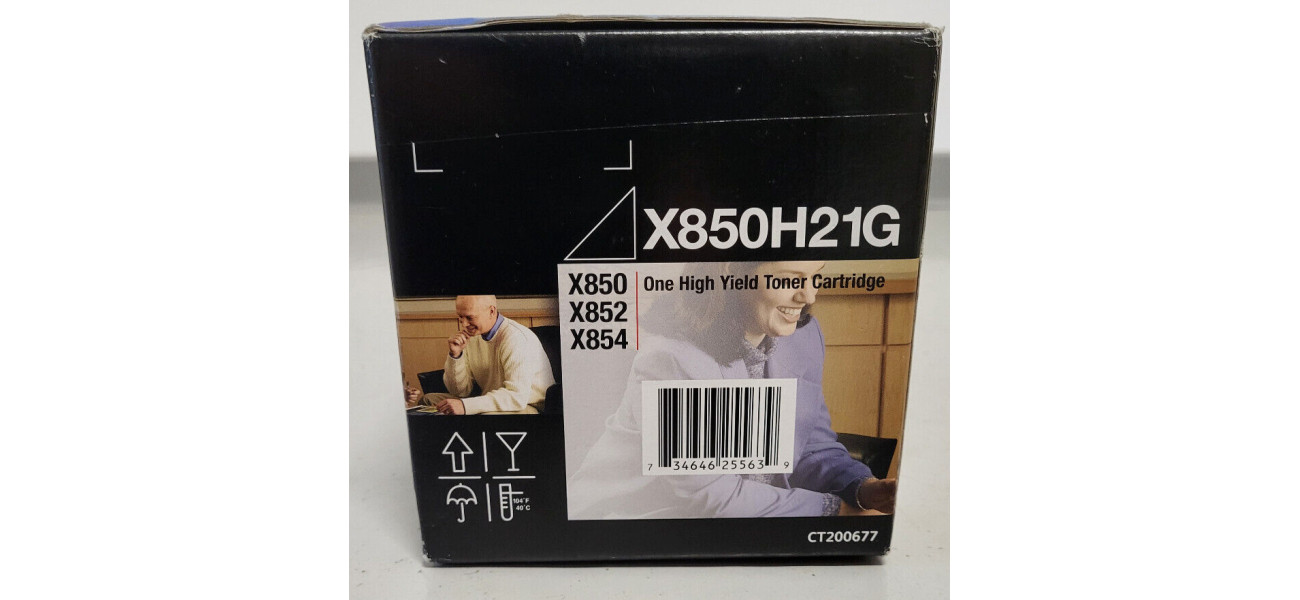 X850H21G
X850
One High Yield Toner Cartridge
X852
X854
7 34646 25563 9
104°F
40°C
CT200677